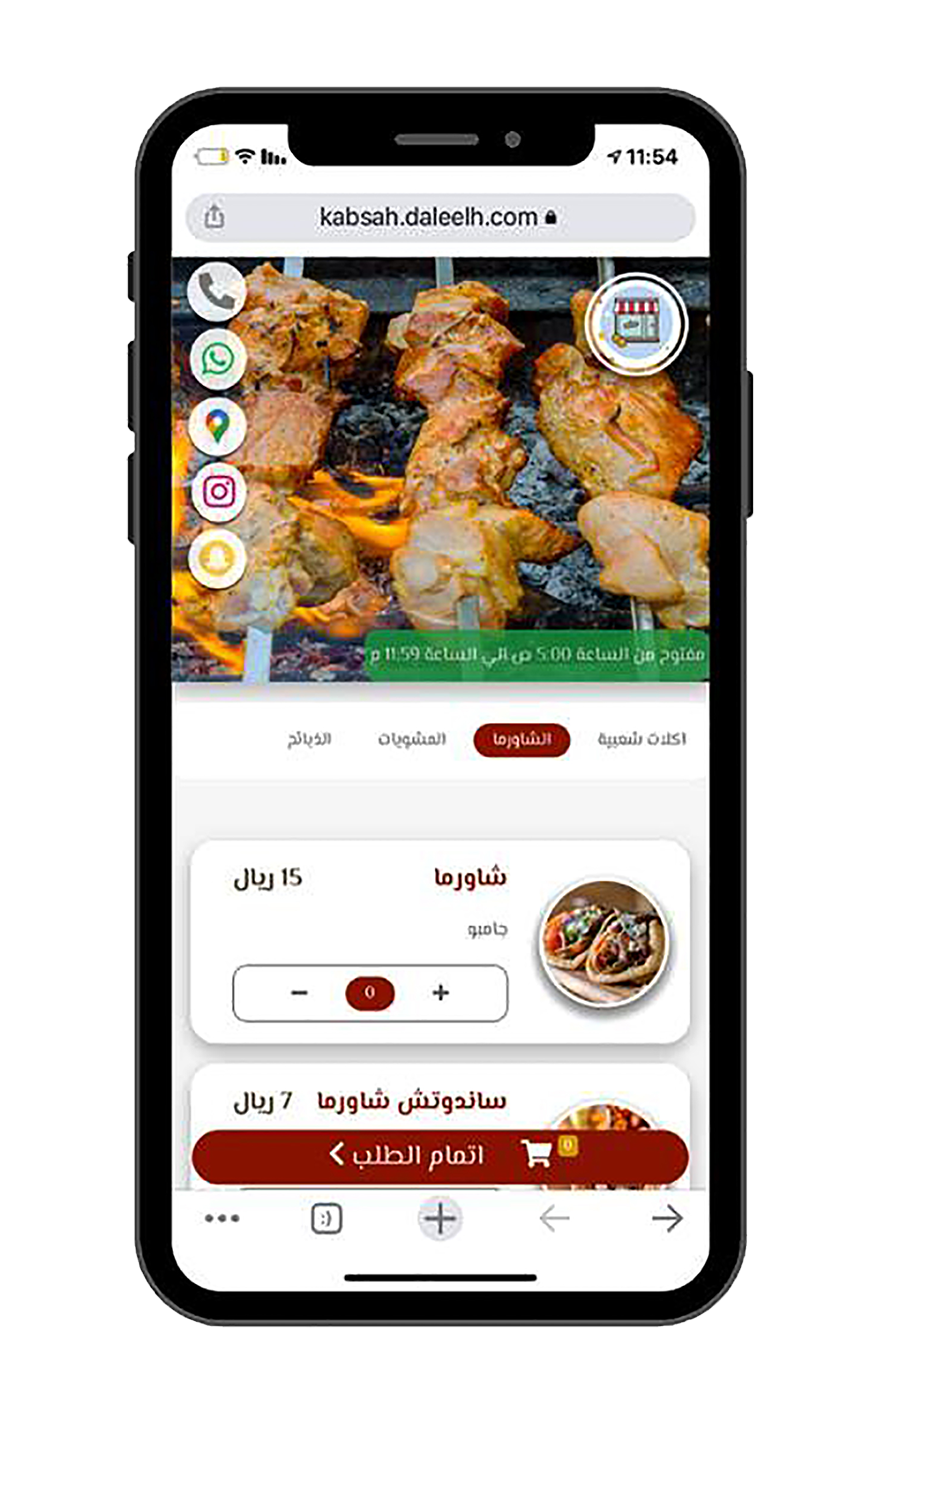 11:54
kabsah.daleelh.com
مفتوح من الساعة 5:00 ص الي الساعة 11:59 م
اكلات شعبية الشاورما المشويات الذبائح
شاورما 15 ريال
جامبو
+ 0 −
ساندوتش شاورما 7 ريال
0 اتمام الطلب
:)